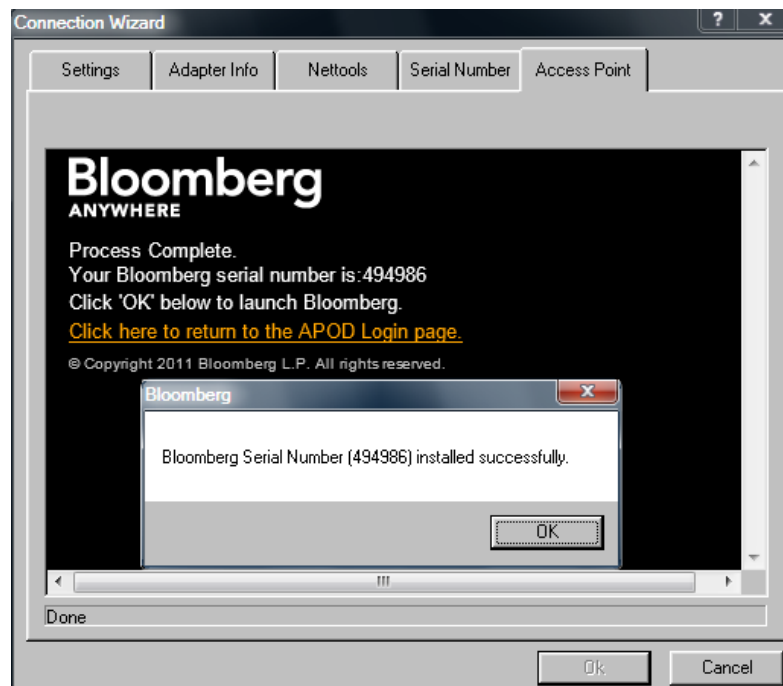 Connection Wizard
? x
Settings Adapter Info Nettools Serial Number Access Point
Bloomberg
ANYWHERE
Process Complete.
Your Bloomberg serial number is:494986
Click 'OK' below to launch Bloomberg.
Click here to return to the APOD Login page.
© Copyright 2011 Bloomberg L.P. All rights reserved.
Bloomberg
x
Bloomberg Serial Number (494986) installed successfully.
OK
Done
Ok Cancel